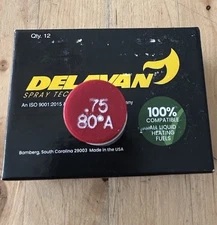 Qty. 12
DELAVAN
SPRAY TEC
An ISO 9001:2015
.75
80°A
100%
COMPATIBLE
ALL LIQUID
HEATING
FUELS
Bamberg, South Carolina 29003 Made in the USA